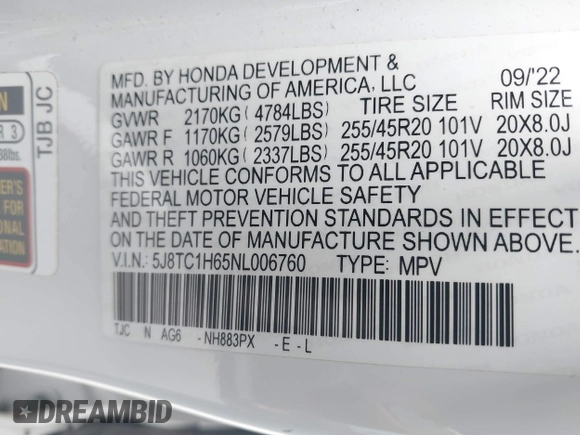 MFD. BY HONDA DEVELOPMENT &
MANUFACTURING OF AMERICA, LLC 09/'22
GVWR 2170KG ( 4784LBS) TIRE SIZE RIM SIZE
GAWR F 1170KG ( 2579LBS) 255/45R20 101V 20X8.0J
GAWR R 1060KG ( 2337LBS) 255/45R20 101V 20X8.0J
THIS VEHICLE CONFORMS TO ALL APPLICABLE
FEDERAL MOTOR VEHICLE SAFETY
AND THEFT PREVENTION STANDARDS IN EFFECT
ON THE DATE OF MANUFACTURE SHOWN ABOVE.
V.I.N.: 5J8TC1H65NL006760 TYPE: MPV
TJC N AG6 - NH883PX - E - L
TJB JC
R 3
FOR
DREAMBID